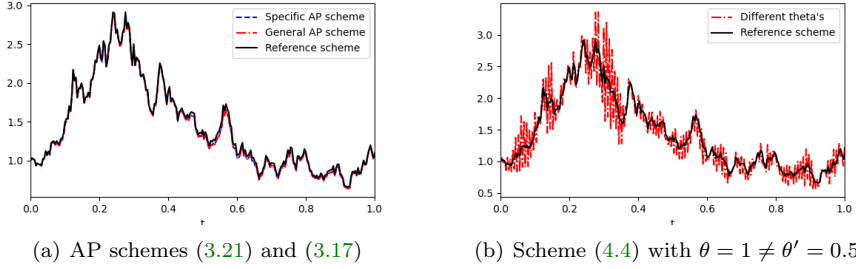 3.0
2.5
2.0
1.5
1.0
0.0 0.2 0.4 0.6 0.8 1.0
t
Specific AP scheme
General AP scheme
Reference scheme
(a) AP schemes (3.21) and (3.17)
3.0
2.5
2.0
1.5
1.0
0.5
0.0 0.2 0.4 0.6 0.8 1.0
t
Different theta's
Reference scheme
(b) Scheme (4.4) with θ = 1 ≠ θ′ = 0.5